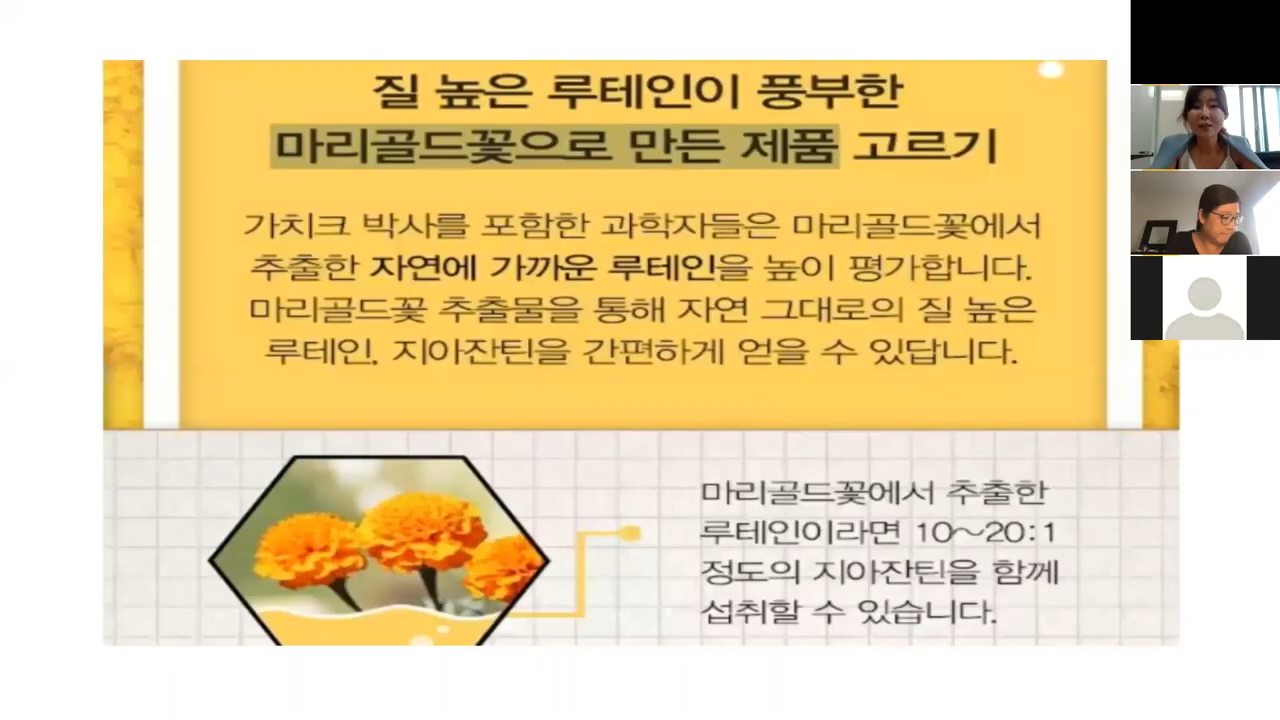 질 높은 루테인이 풍부한
마리골드꽃으로 만든 제품 고르기
가치크 박사를 포함한 과학자들은 마리골드꽃에서
추출한 자연에 가까운 루테인을 높이 평가합니다.
마리골드꽃 추출물을 통해 자연 그대로의 질 높은
루테인, 지아잔틴을 간편하게 얻을 수 있답니다.
마리골드꽃에서 추출한
루테인이라면 10~20:1
정도의 지아잔틴을 함께
섭취할 수 있습니다.